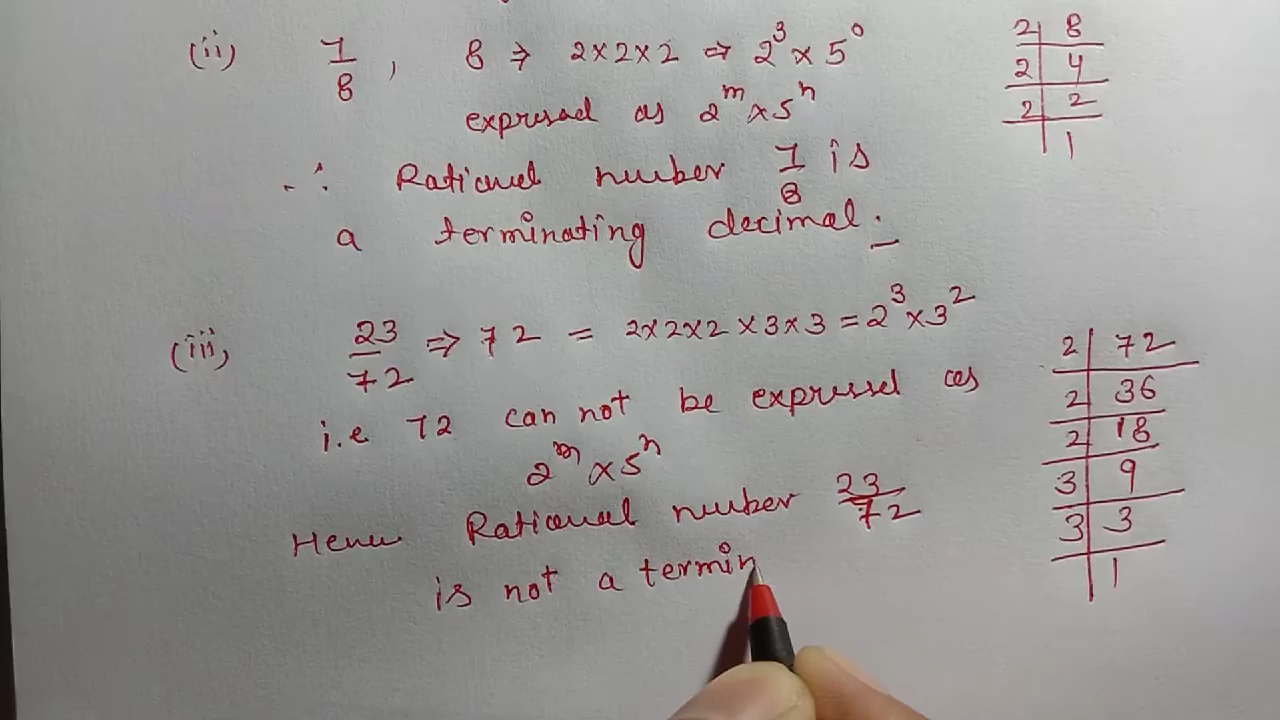 (ii) 7/8 , 8 ⇒ 2×2×2 ⇒ 2³ × 5⁰
expressed as 2ᵐ × 5ⁿ
∴ Rational number 7/8 is
a terminating decimal.
2 | 8
2 | 4
2 | 2
| 1
(iii) 23/72 ⇒ 72 = 2×2×2×3×3 = 2³ × 3²
i.e 72 can not be expressed as
2ᵐ × 5ⁿ
Hence Rational number 23/72
is not a termin
2 | 72
2 | 36
2 | 18
3 | 9
3 | 3
| 1